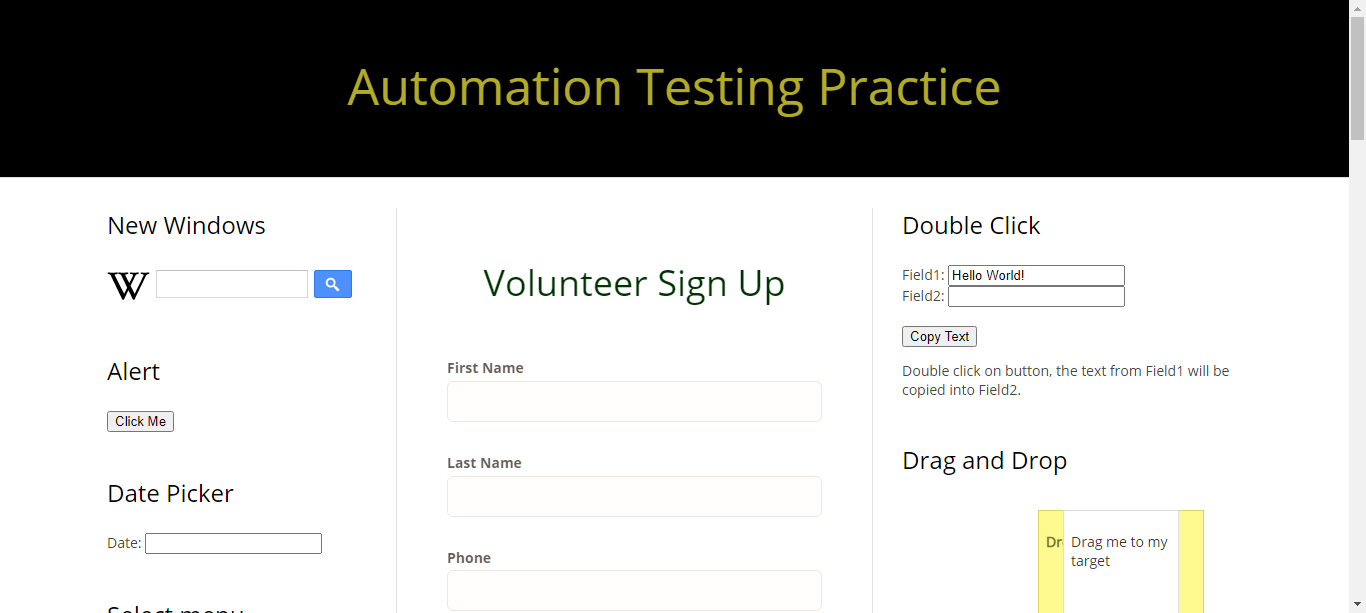 Automation Testing Practice
New Windows
W
Alert
Click Me
Date Picker
Date:
Select menu
Volunteer Sign Up
First Name
Last Name
Phone
Double Click
Field1: Hello World!
Field2:
Copy Text
Double click on button, the text from Field1 will be
copied into Field2.
Drag and Drop
Dr
Drag me to my
target